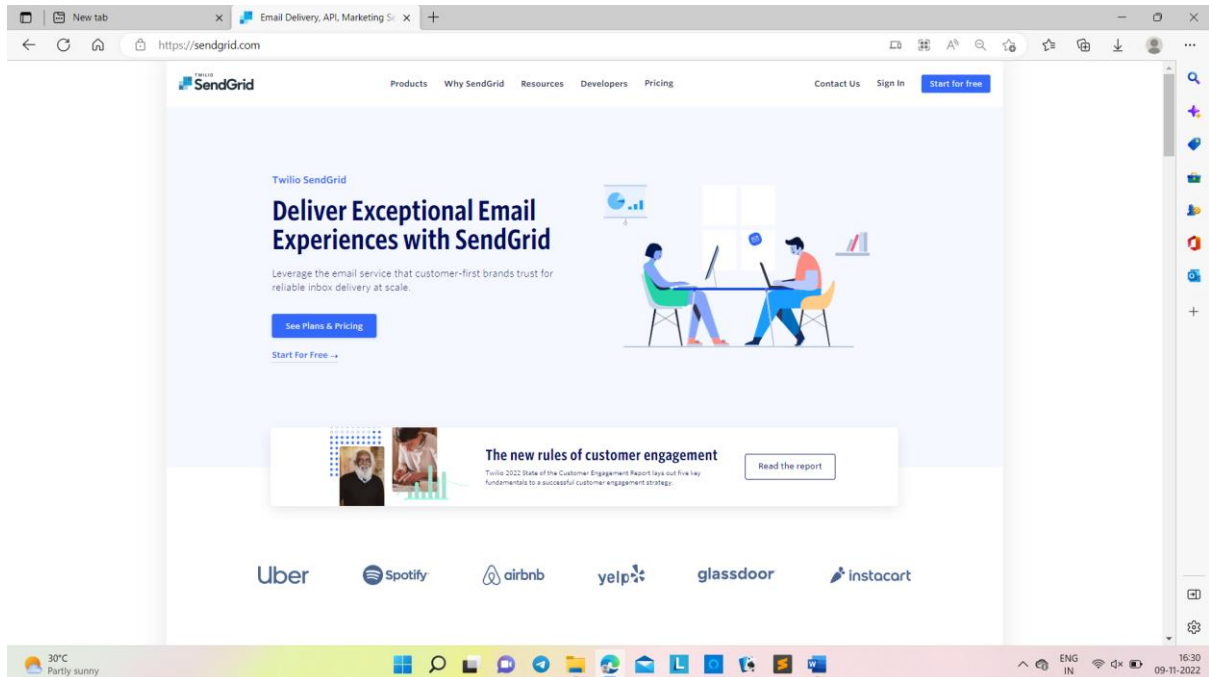 New tab
Email Delivery, API, Marketing Se
https://sendgrid.com
TWILIO
SendGrid
Products Why SendGrid Resources Developers Pricing Contact Us Sign In Start for free
Twilio SendGrid
Deliver Exceptional Email
Experiences with SendGrid
Leverage the email service that customer-first brands trust for
reliable inbox delivery at scale.
See Plans & Pricing
Start For Free →
The new rules of customer engagement
Twilio 2022 State of the Customer Engagement Report lays out five key
fundamentals to a successful customer engagement strategy.
Read the report
Uber Spotify airbnb yelp glassdoor instacart
30°C
Partly sunny
ENG
IN
16:30
09-11-2022